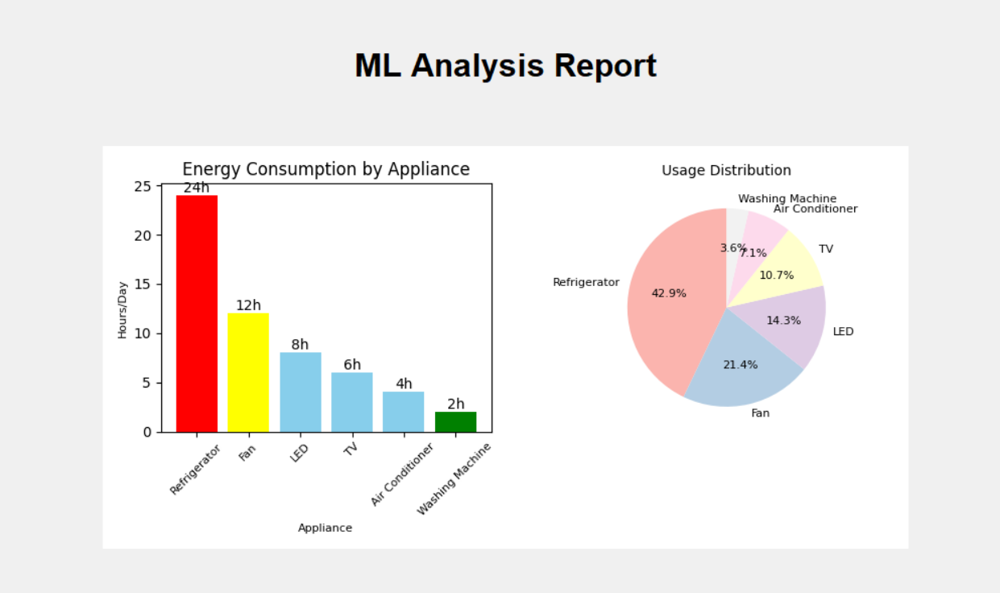 ML Analysis Report
Energy Consumption by Appliance
25
20
15
10
5
0
Hours/Day
24h
12h
8h
6h
4h
2h
Refrigerator
Fan
LED
TV
Air Conditioner
Washing Machine
Appliance
Usage Distribution
Washing Machine
Air Conditioner
TV
LED
Fan
Refrigerator
3.6%
7.1%
10.7%
14.3%
21.4%
42.9%